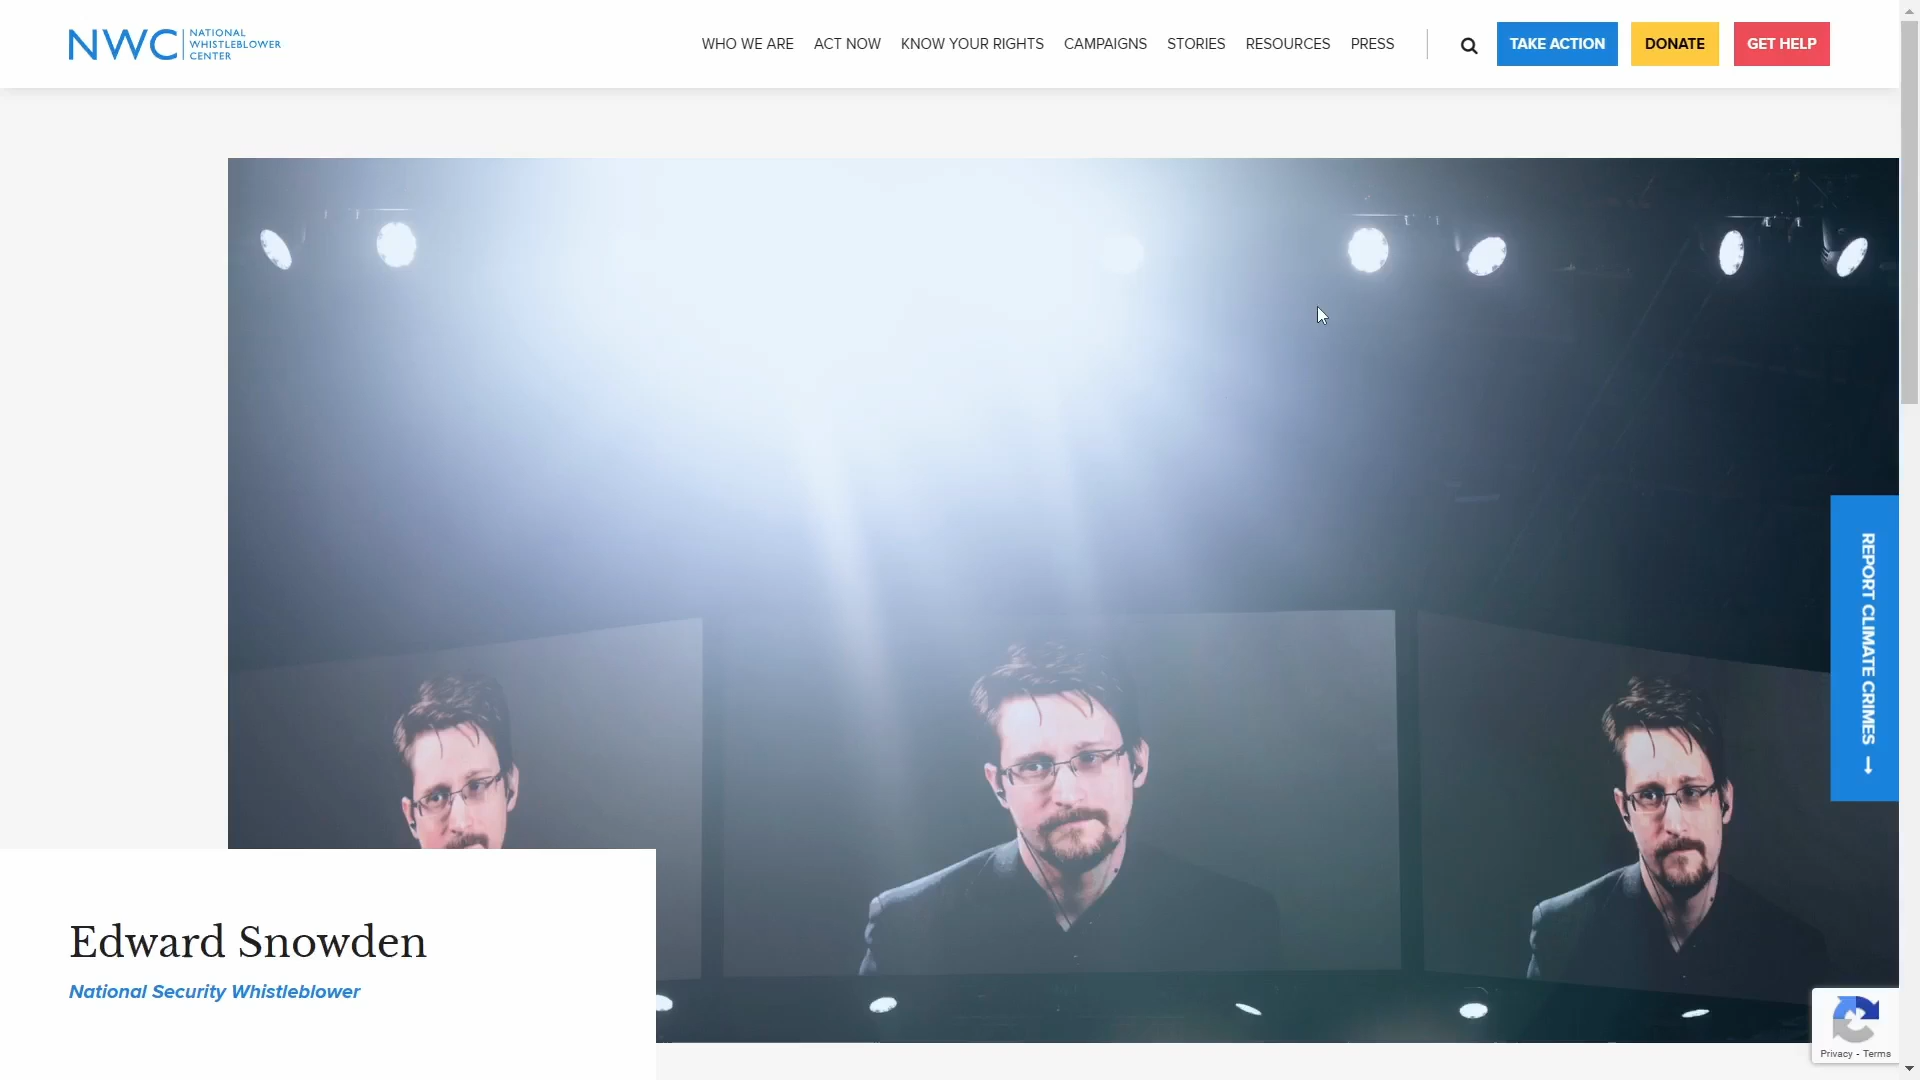 NWC
NATIONAL
WHISTLEBLOWER
CENTER
WHO WE ARE
ACT NOW
KNOW YOUR RIGHTS
CAMPAIGNS
STORIES
RESOURCES
PRESS
TAKE ACTION
DONATE
GET HELP
REPORT CLIMATE CRIMES →
Edward Snowden
National Security Whistleblower
Privacy - Terms